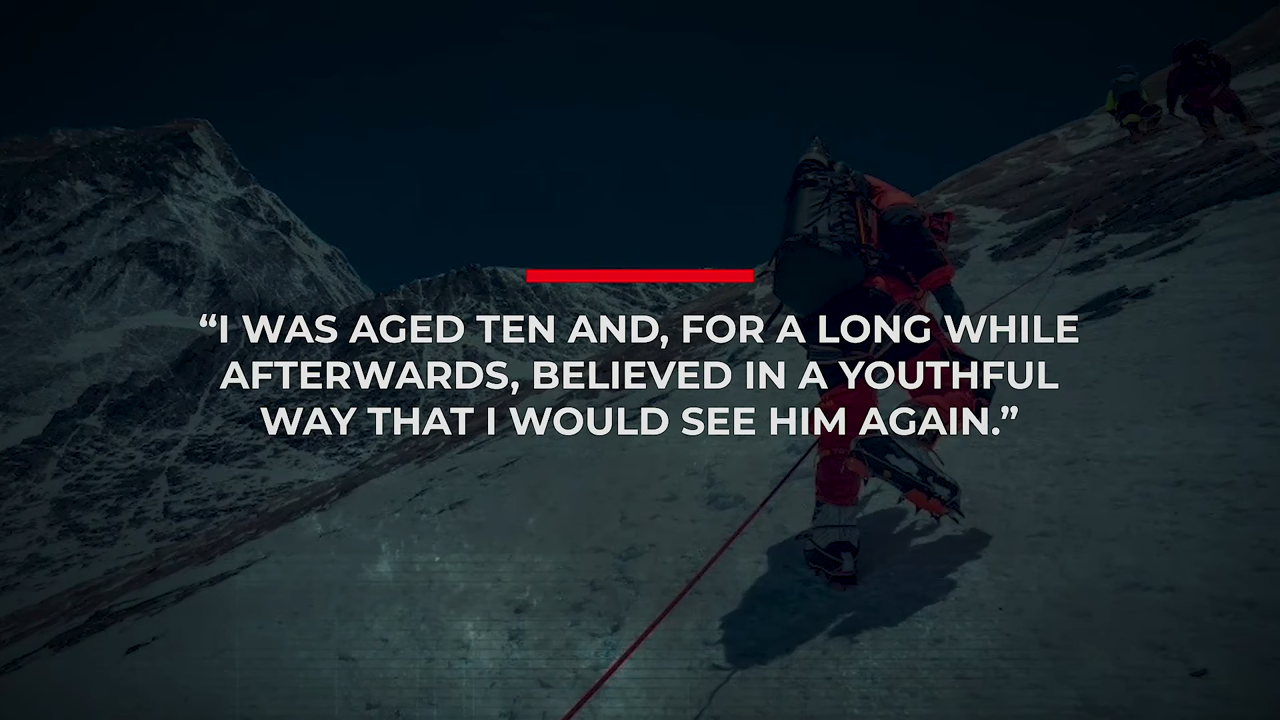 “I WAS AGED TEN AND, FOR A LONG WHILE
AFTERWARDS, BELIEVED IN A YOUTHFUL
WAY THAT I WOULD SEE HIM AGAIN.”